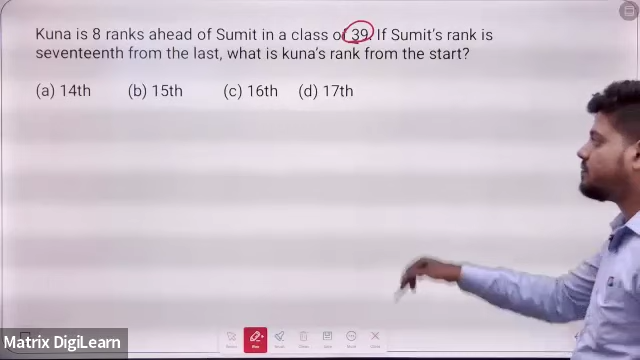 Kuna is 8 ranks ahead of Sumit in a class of 39. If Sumit's rank is
seventeenth from the last, what is kuna's rank from the start?
(a) 14th (b) 15th (c) 16th (d) 17th
Matrix DigiLearn